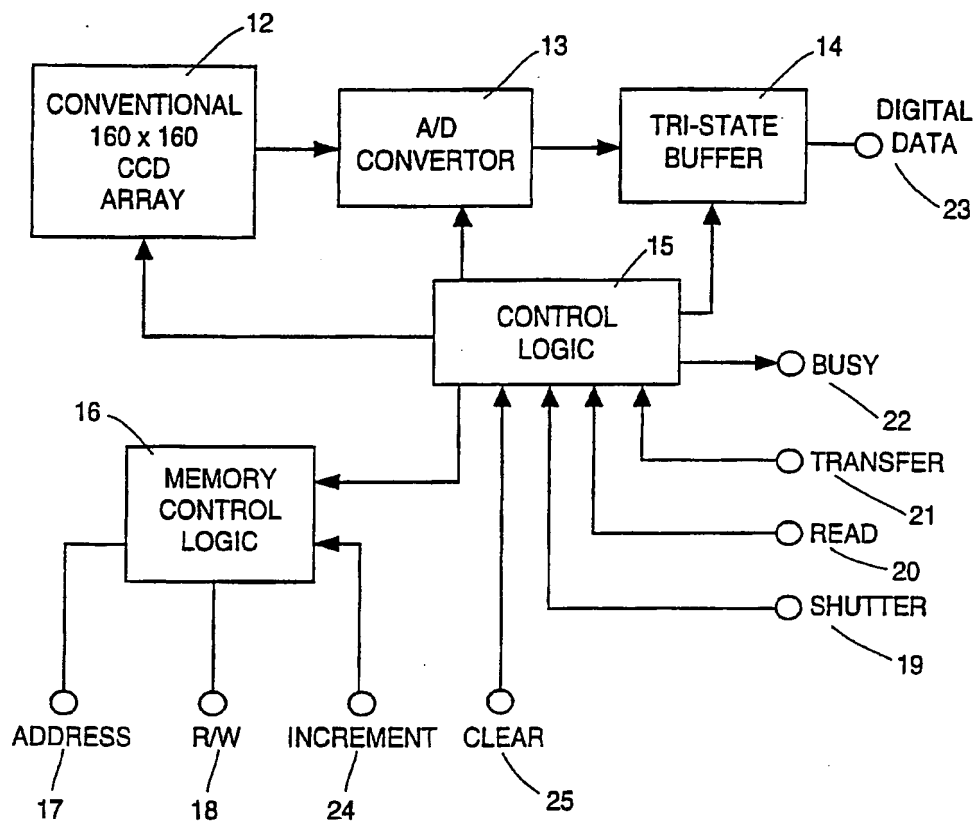 12
13
14
CONVENTIONAL
160 x 160
CCD
ARRAY
A/D
CONVERTOR
TRI-STATE
BUFFER
DIGITAL
DATA
23
15
CONTROL
LOGIC
BUSY
22
16
MEMORY
CONTROL
LOGIC
TRANSFER
21
READ
20
SHUTTER
19
ADDRESS
R/W
INCREMENT
CLEAR
17
18
24
25